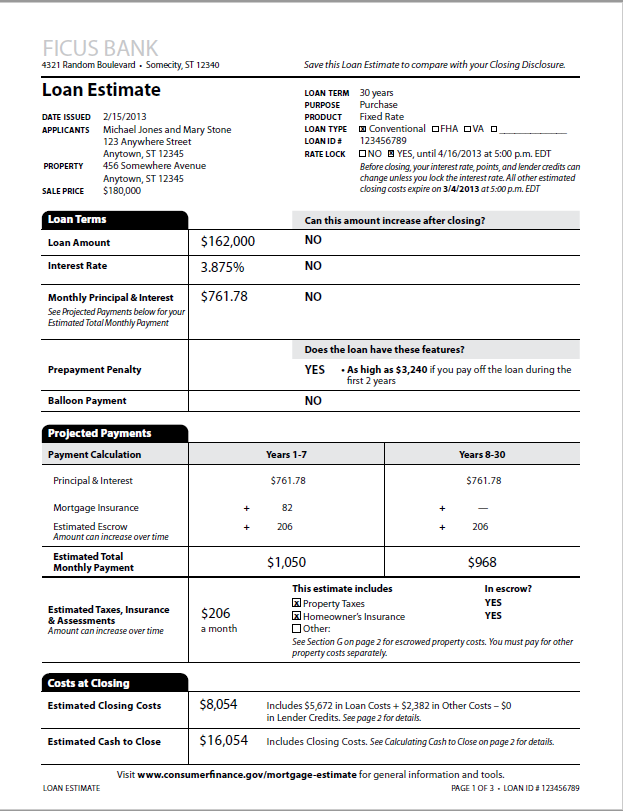 FICUS BANK
4321 Random Boulevard • Somecity, ST 12340
Save this Loan Estimate to compare with your Closing Disclosure.
Loan Estimate
DATE ISSUED 2/15/2013
APPLICANTS Michael Jones and Mary Stone
123 Anywhere Street
Anytown, ST 12345
PROPERTY 456 Somewhere Avenue
Anytown, ST 12345
SALE PRICE $180,000
LOAN TERM 30 years
PURPOSE Purchase
PRODUCT Fixed Rate
LOAN TYPE ☒ Conventional ☐ FHA ☐ VA ☐ _____________
LOAN ID # 123456789
RATE LOCK ☐ NO ☒ YES, until 4/16/2013 at 5:00 p.m. EDT
Before closing, your interest rate, points, and lender credits can
change unless you lock the interest rate. All other estimated
closing costs expire on 3/4/2013 at 5:00 p.m. EDT
Loan Terms Can this amount increase after closing?
Loan Amount $162,000 NO
Interest Rate 3.875% NO
Monthly Principal & Interest $761.78 NO
See Projected Payments below for your
Estimated Total Monthly Payment
Does the loan have these features?
Prepayment Penalty YES • As high as $3,240 if you pay off the loan during the
first 2 years
Balloon Payment NO
Projected Payments
Payment Calculation Years 1-7 Years 8-30
Principal & Interest $761.78 $761.78
Mortgage Insurance + 82 + —
Estimated Escrow + 206 + 206
Amount can increase over time
Estimated Total
Monthly Payment $1,050 $968
Estimated Taxes, Insurance
& Assessments
Amount can increase over time
$206
a month
This estimate includes In escrow?
☒ Property Taxes YES
☒ Homeowner's Insurance YES
☐ Other:
See Section G on page 2 for escrowed property costs. You must pay for other
property costs separately.
Costs at Closing
Estimated Closing Costs $8,054 Includes $5,672 in Loan Costs + $2,382 in Other Costs – $0
in Lender Credits. See page 2 for details.
Estimated Cash to Close $16,054 Includes Closing Costs. See Calculating Cash to Close on page 2 for details.
Visit www.consumerfinance.gov/mortgage-estimate for general information and tools.
LOAN ESTIMATE PAGE 1 OF 3 • LOAN ID # 123456789